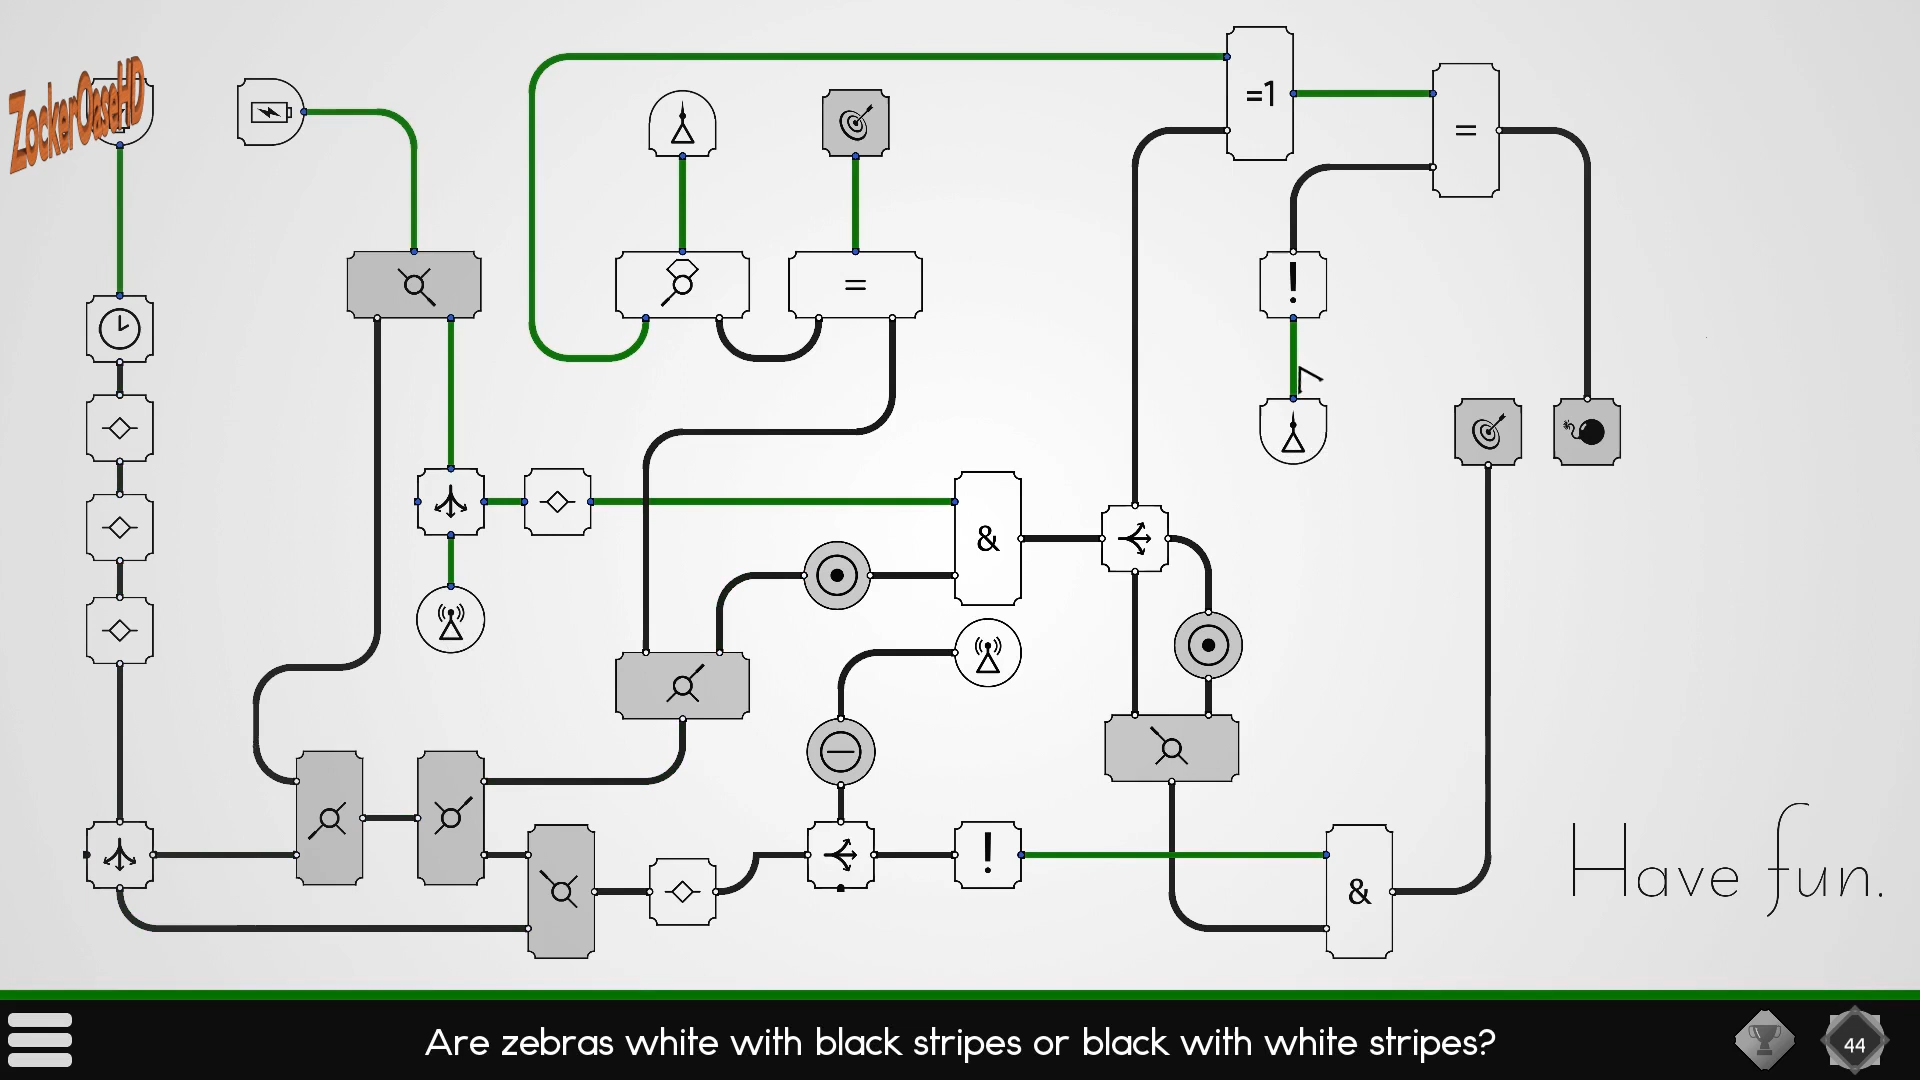 ZockerOaseHD
=1
=
=
!
&
&
!
Have fun.
Are zebras white with black stripes or black with white stripes?
44